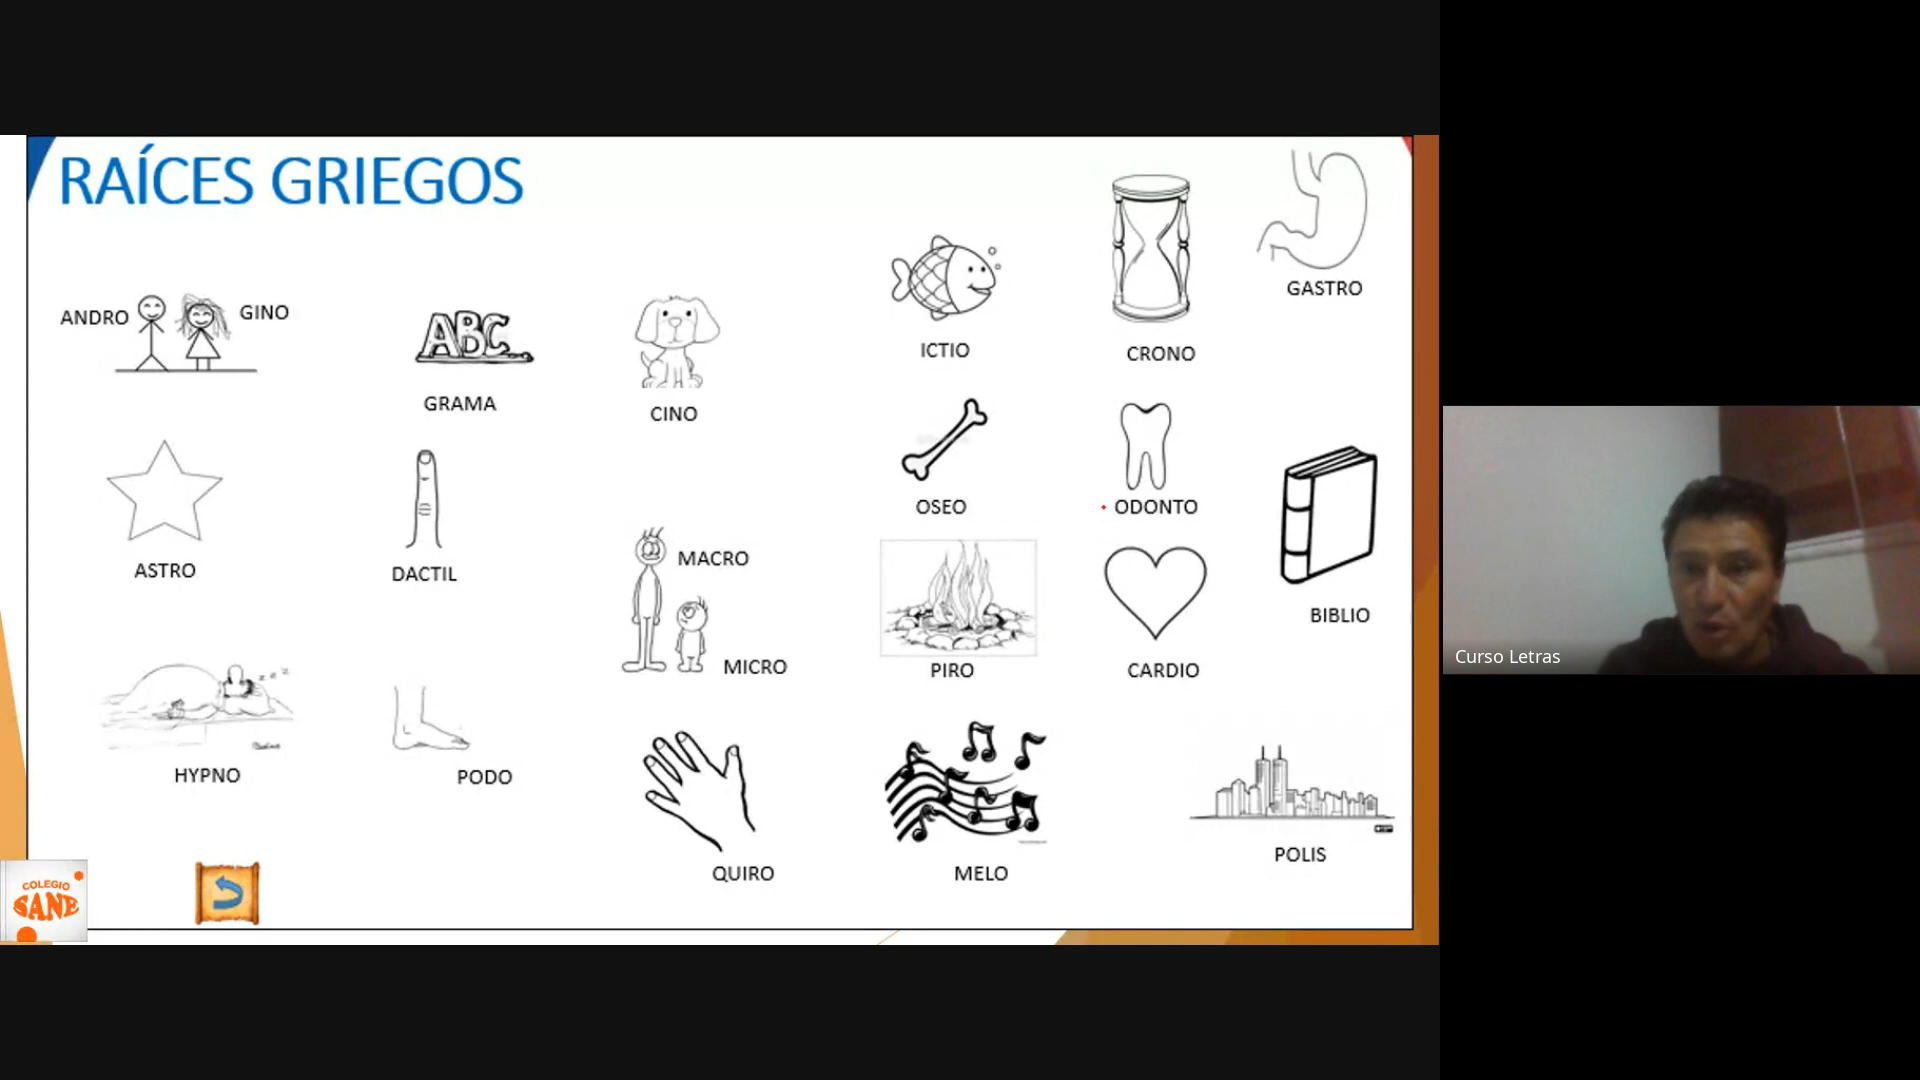 RAÍCES GRIEGOS
ANDRO
GINO
ABC
GRAMA
CINO
ICTIO
CRONO
GASTRO
ASTRO
DACTIL
MACRO
MICRO
OSEO
ODONTO
BIBLIO
PIRO
CARDIO
z z z
HYPNO
PODO
QUIRO
MELO
POLIS
COLEGIO
SANE
Curso Letras